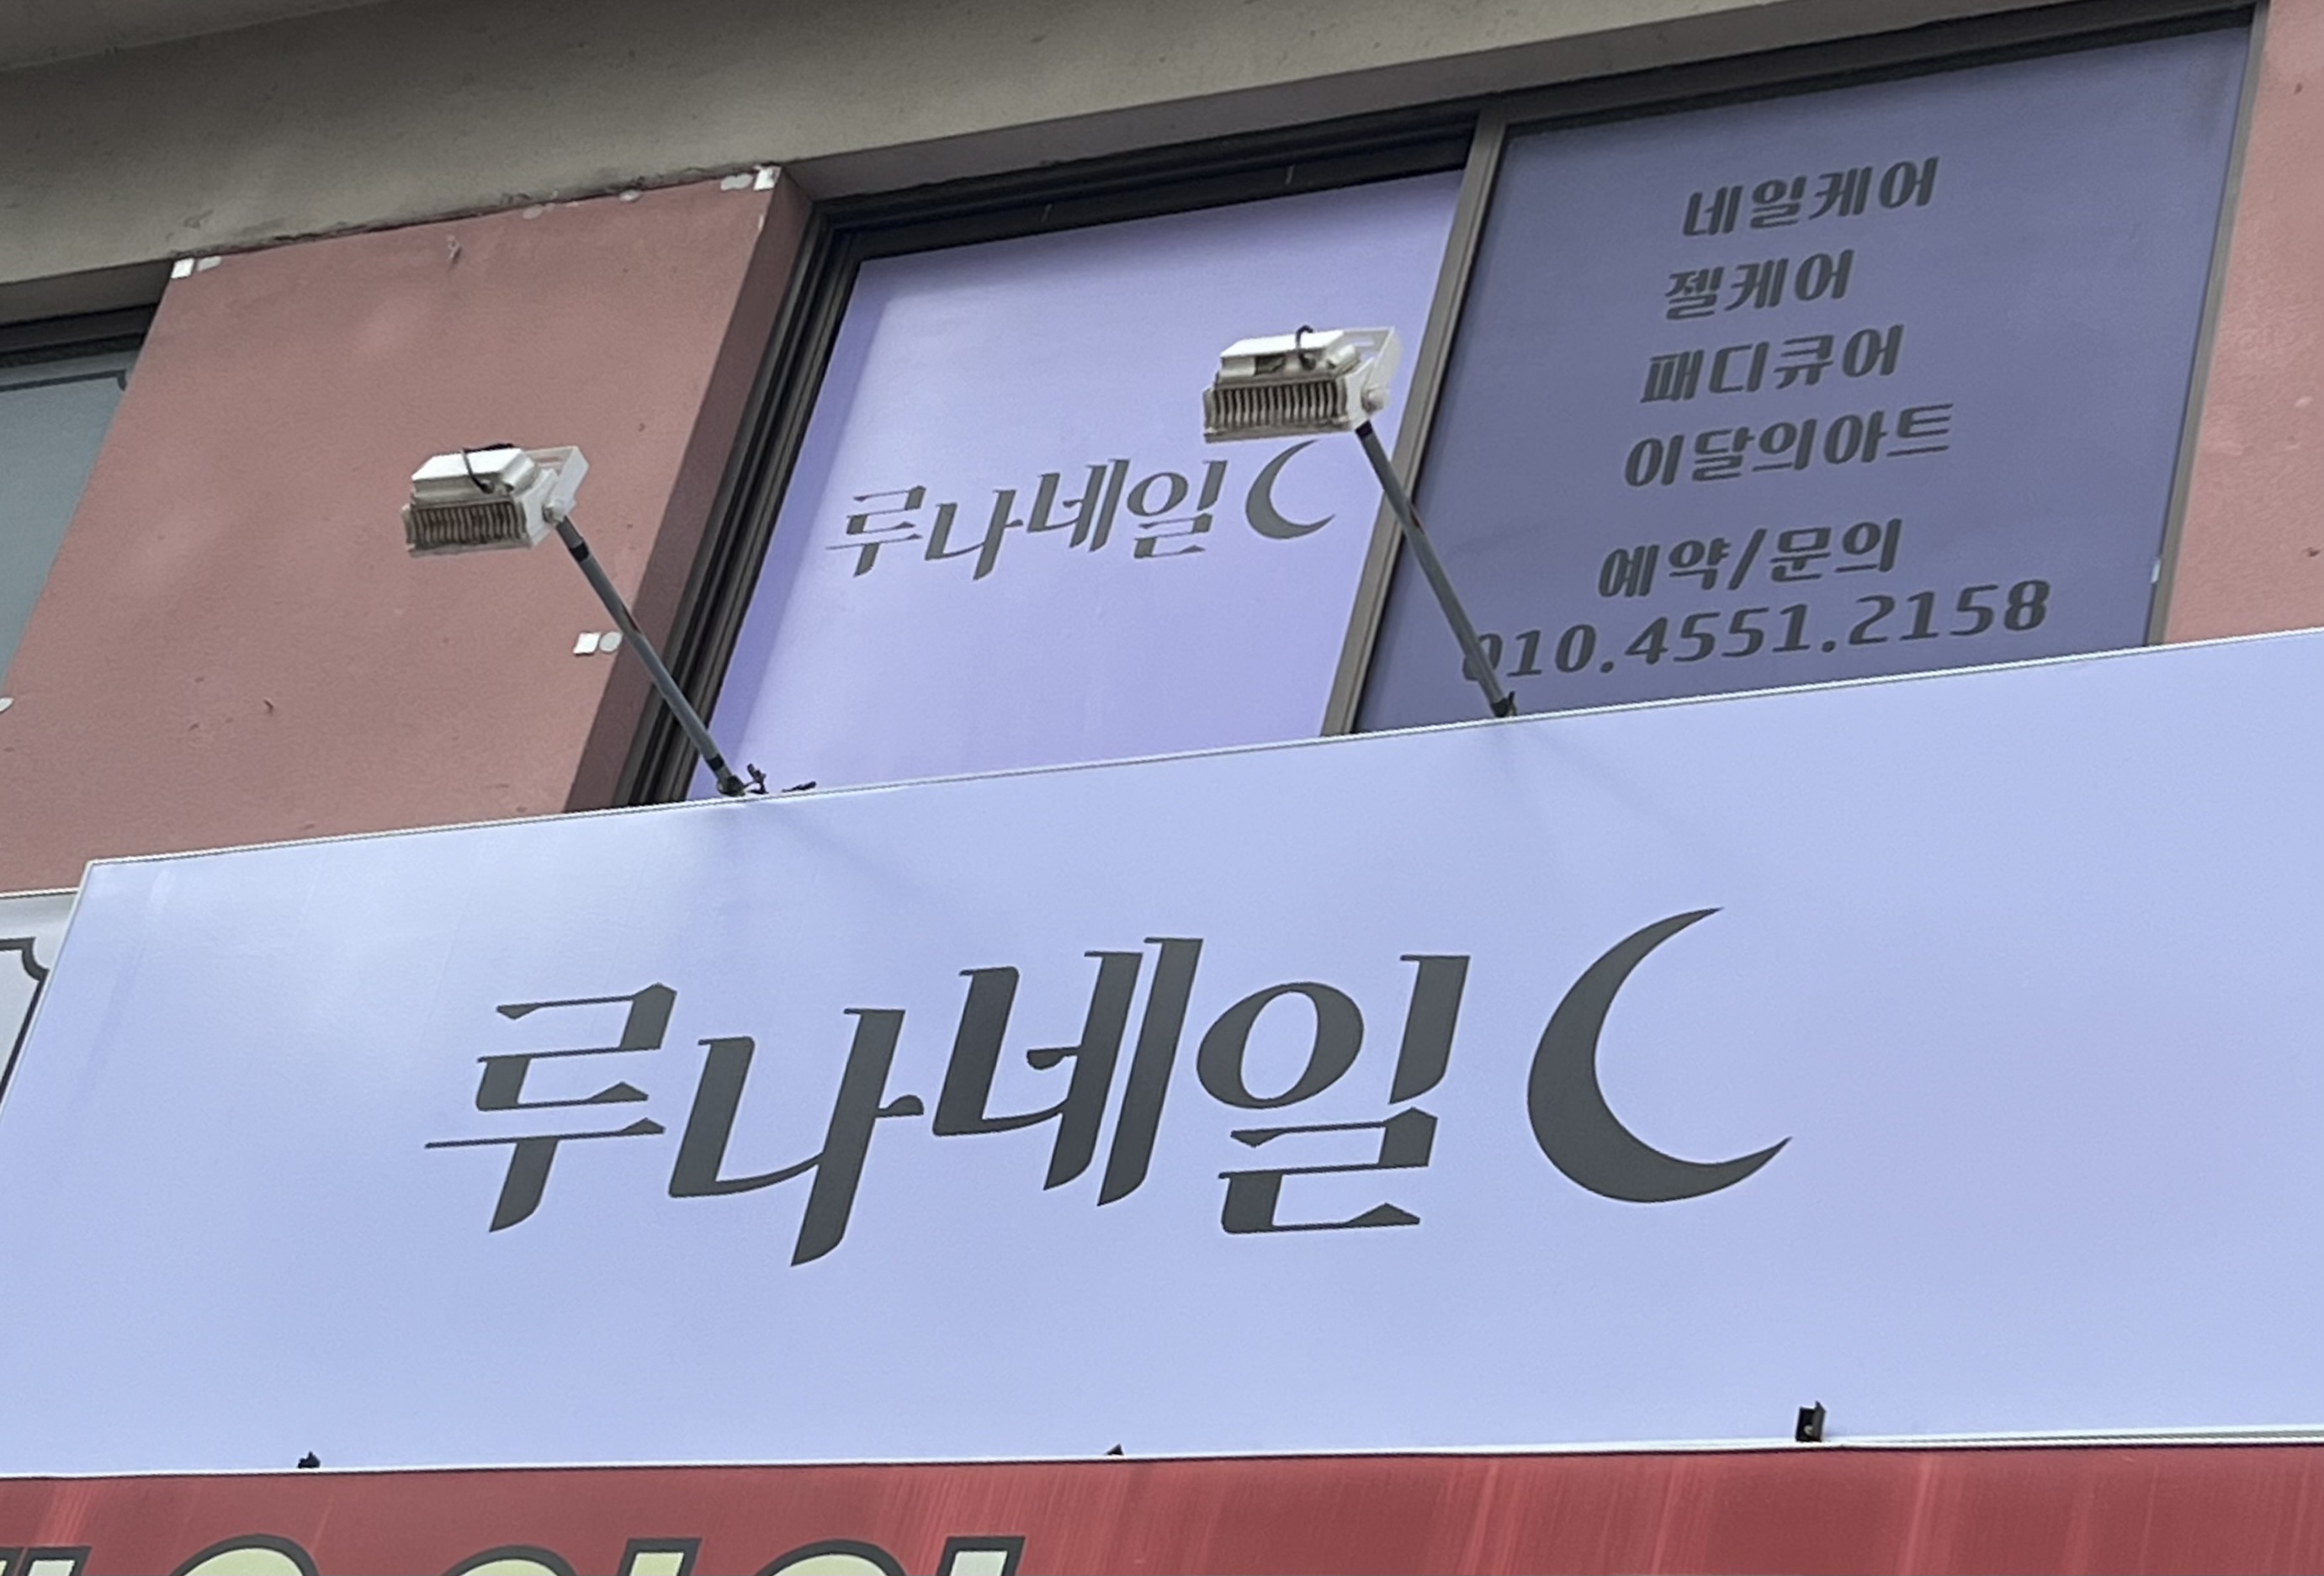 루나네일
네일케어
젤케어
패디큐어
이달의아트
예약/문의
010.4551.2158
루나네일